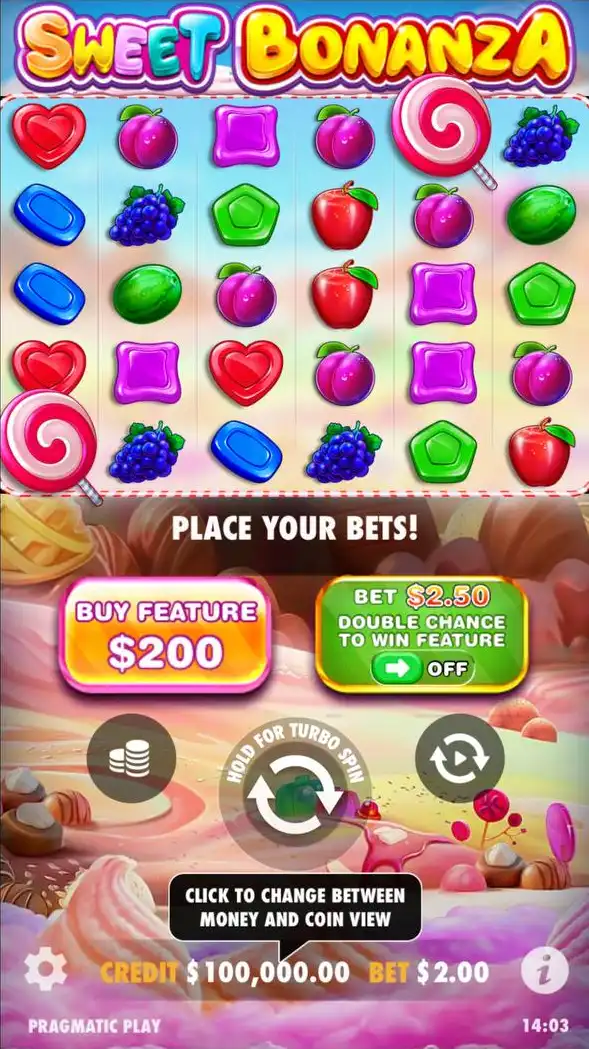 SWEET BONANZA
PLACE YOUR BETS!
BUY FEATURE
$200
BET $2.50
DOUBLE CHANCE
TO WIN FEATURE
OFF
HOLD FOR TURBO SPIN
CLICK TO CHANGE BETWEEN
MONEY AND COIN VIEW
CREDIT $100,000.00 BET $2.00
i
PRAGMATIC PLAY 14:03